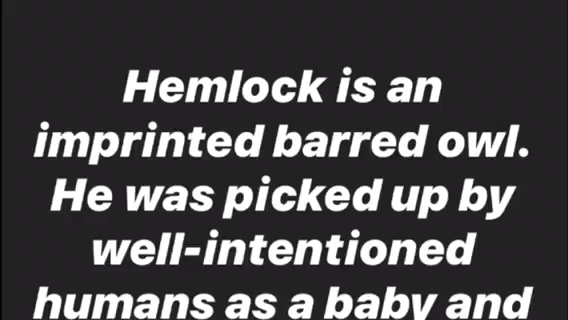 Hemlock is an
imprinted barred owl.
He was picked up by
well-intentioned
humans as a baby and